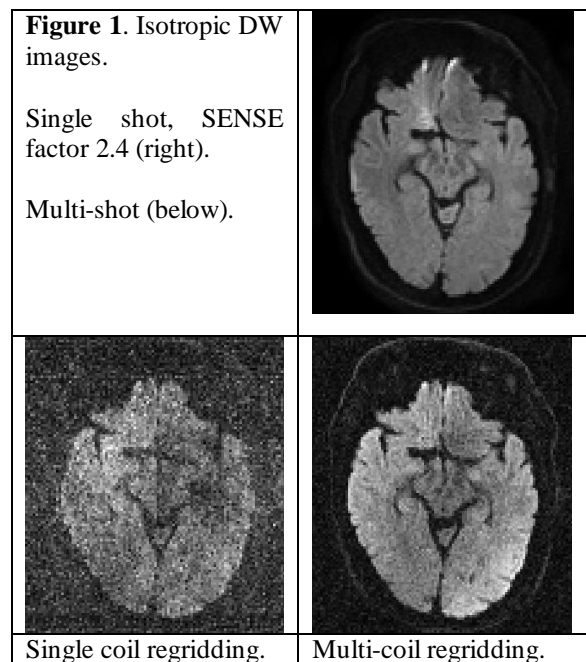 Figure 1. Isotropic DW
images.
Single shot, SENSE
factor 2.4 (right).
Multi-shot (below).
Single coil regridding.
Multi-coil regridding.